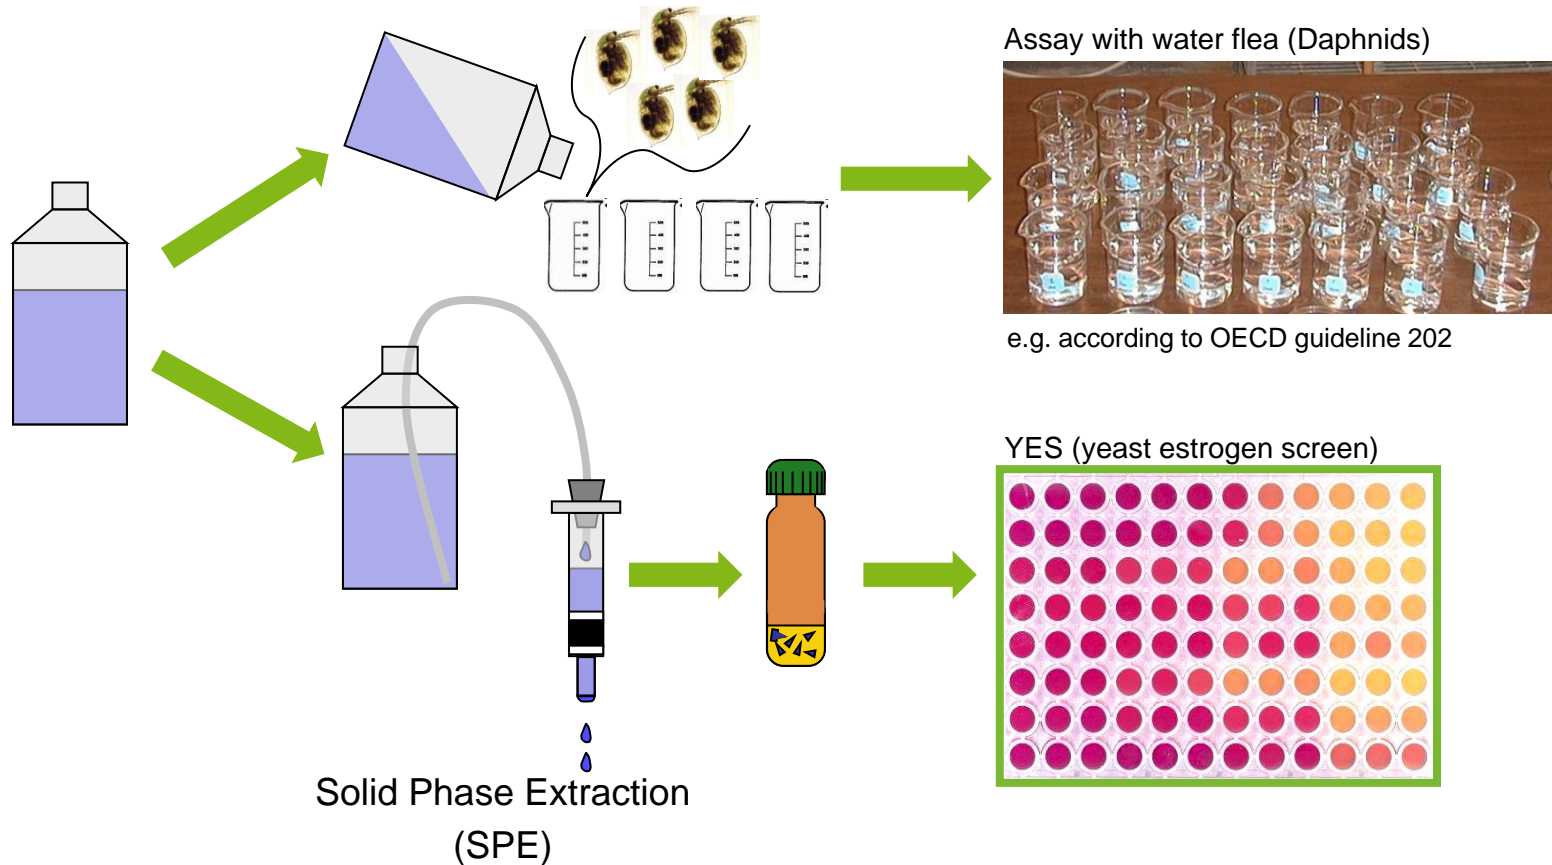 Assay with water flea (Daphnids)
e.g. according to OECD guideline 202
YES (yeast estrogen screen)
Solid Phase Extraction
(SPE)